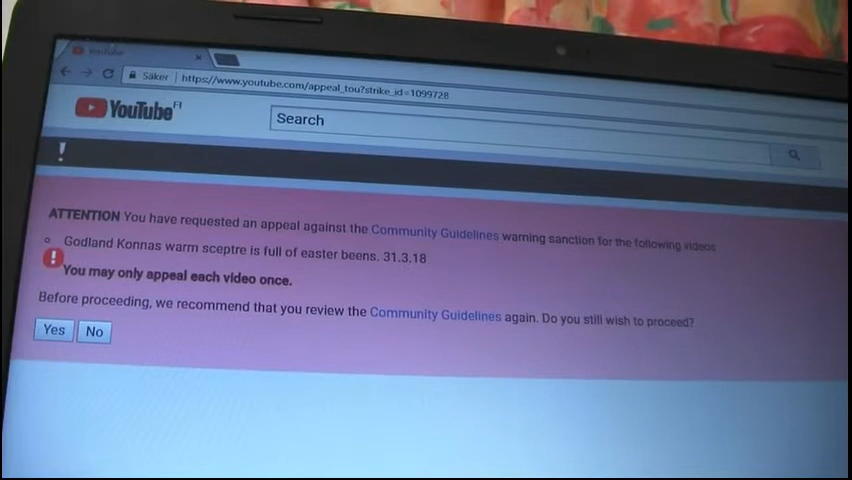 YouTube
Säker https://www.youtube.com/appeal_tou?strike_id=1099728
YouTube FI
Search
!
ATTENTION You have requested an appeal against the Community Guidelines warning sanction for the following videos
Godland Konnas warm sceptre is full of easter beens. 31.3.18
!
You may only appeal each video once.
Before proceeding, we recommend that you review the Community Guidelines again. Do you still wish to proceed?
Yes No